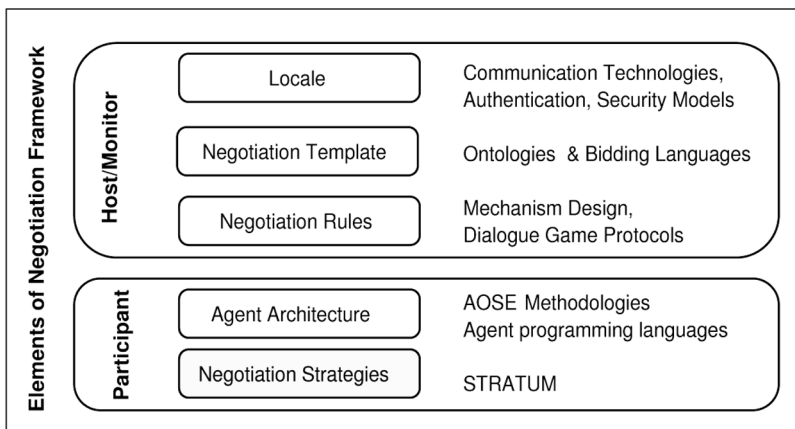 Elements of Negotiation Framework
Host/Monitor
Locale
Communication Technologies,
Authentication, Security Models
Negotiation Template
Ontologies & Bidding Languages
Negotiation Rules
Mechanism Design,
Dialogue Game Protocols
Participant
Agent Architecture
AOSE Methodologies
Agent programming languages
Negotiation Strategies
STRATUM